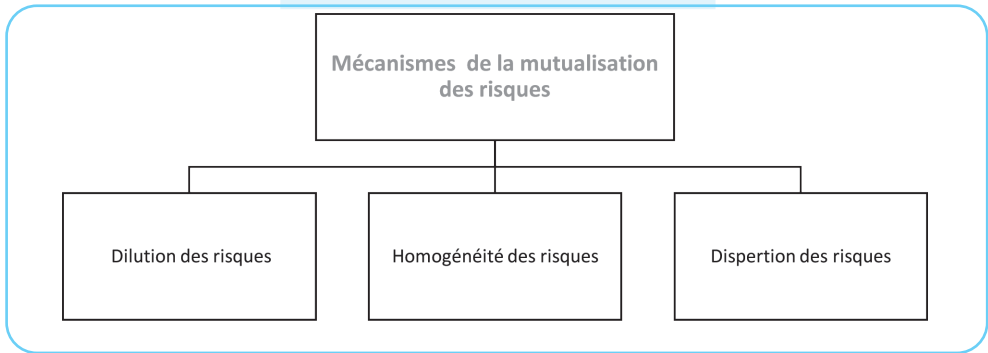 Mécanismes de la mutualisation
des risques
Dilution des risques
Homogénéité des risques
Dispertion des risques